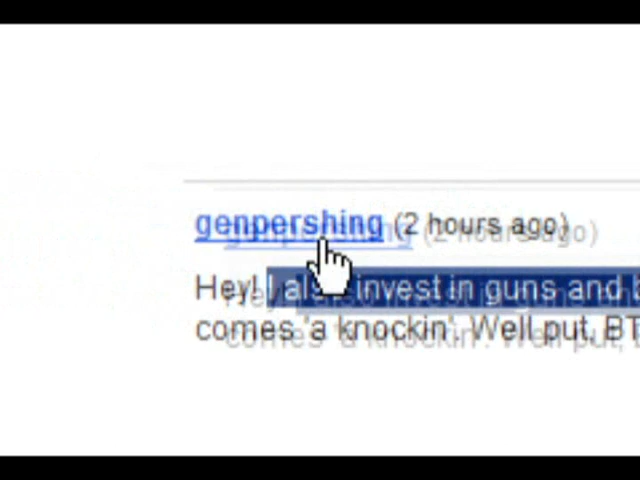 genpershing (2 hours ago)
Hey! I also invest in guns and
comes 'a knockin'. Well put, BT